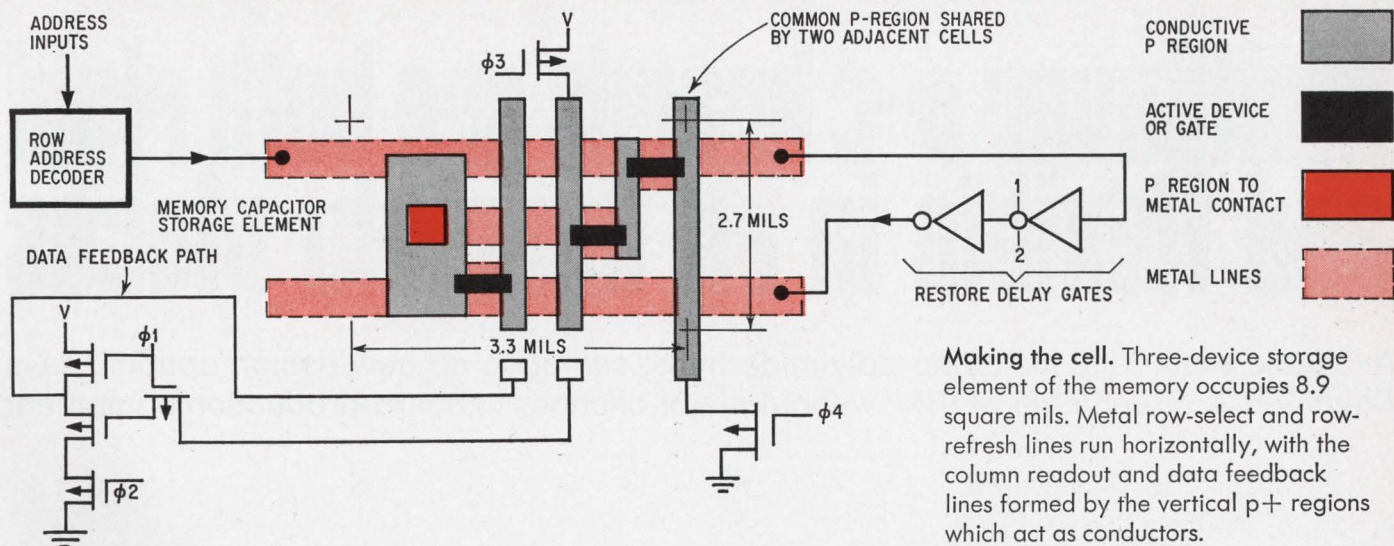 ADDRESS
INPUTS
ROW
ADDRESS
DECODER
MEMORY CAPACITOR
STORAGE ELEMENT
DATA FEEDBACK PATH
V
ϕ1
ϕ2
V
ϕ3
COMMON P-REGION SHARED
BY TWO ADJACENT CELLS
2.7 MILS
3.3 MILS
ϕ4
1
2
RESTORE DELAY GATES
CONDUCTIVE
P REGION
ACTIVE DEVICE
OR GATE
P REGION TO
METAL CONTACT
METAL LINES
Making the cell. Three-device storage
element of the memory occupies 8.9
square mils. Metal row-select and row-
refresh lines run horizontally, with the
column readout and data feedback
lines formed by the vertical p+ regions
which act as conductors.